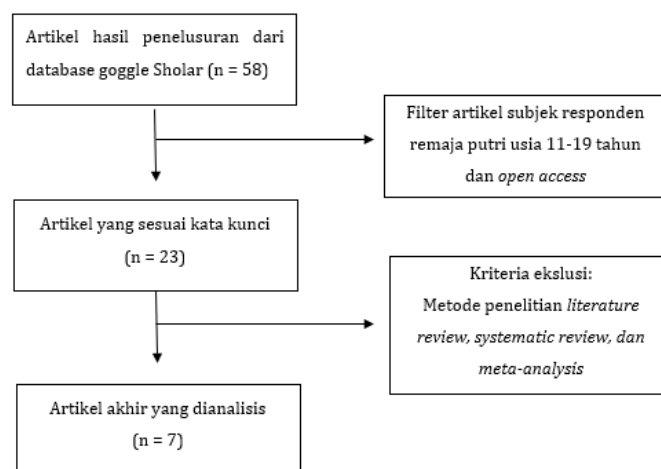 Artikel hasil penelusuran dari
database goggle Sholar (n = 58)
Filter artikel subjek responden
remaja putri usia 11-19 tahun
dan open access
Artikel yang sesuai kata kunci
(n = 23)
Kriteria ekslusi:
Metode penelitian literature
review, systematic review, dan
meta-analysis
Artikel akhir yang dianalisis
(n = 7)